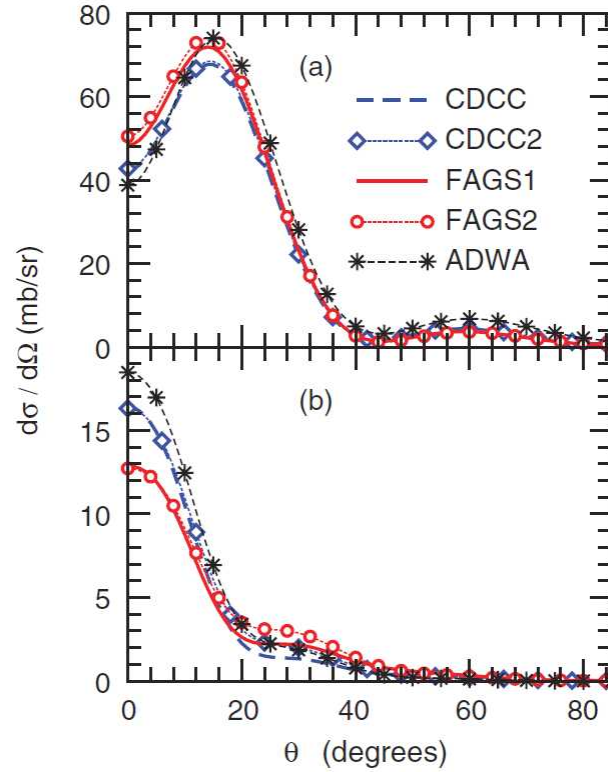 80
(a)
60
CDCC
CDCC2
40
FAGS1
FAGS2
20
ADWA
0
dσ / dΩ (mb/sr)
(b)
15
10
5
0
0 20 40 60 80
θ (degrees)